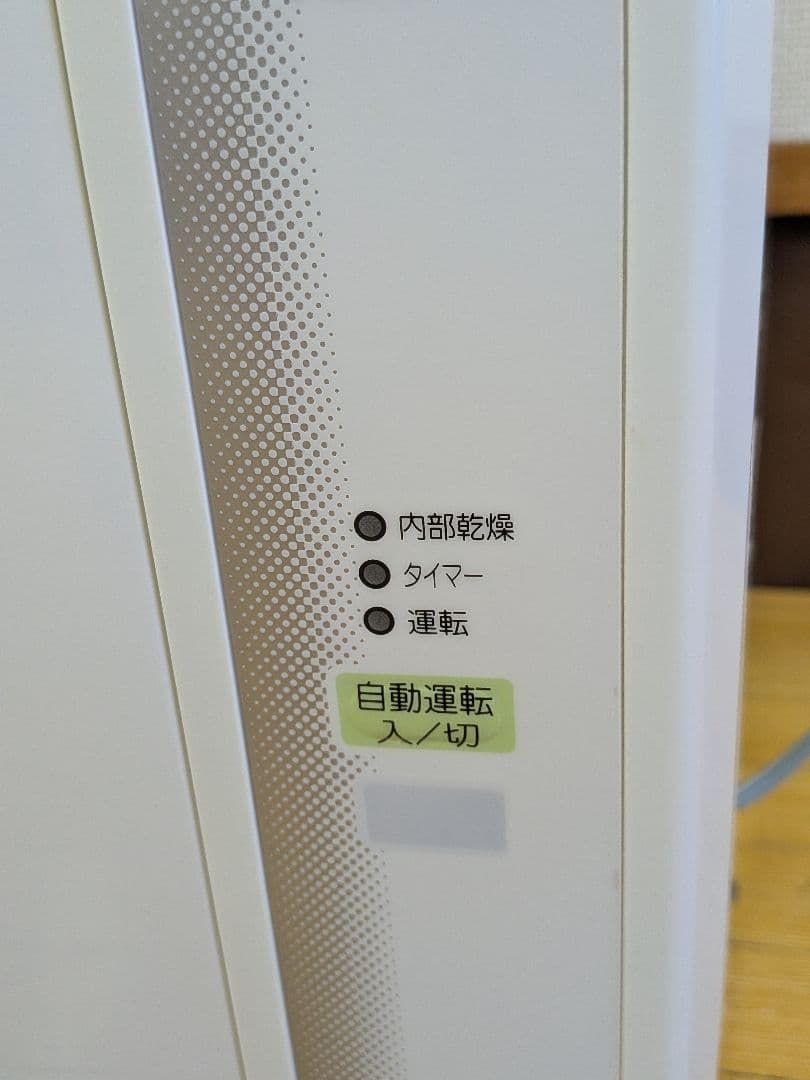 内部乾燥
タイマー
運転
自動運転
入／切